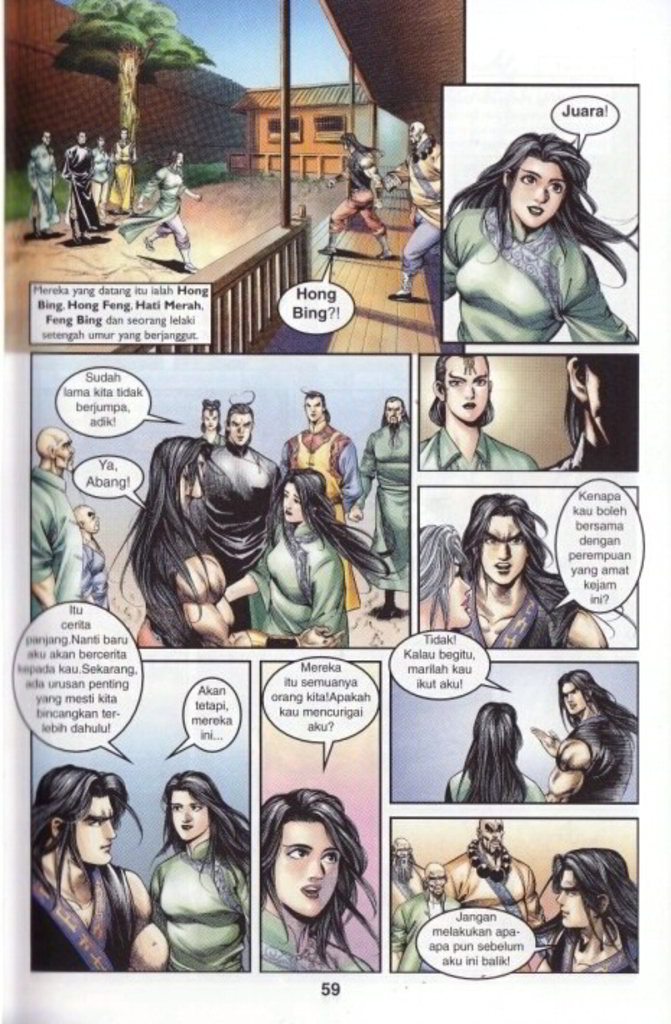 Mereka yang datang itu ialah Hong
Bing, Hong Feng, Hati Merah,
Feng Bing dan seorang lelaki
setengah umur yang berjanggut.
Hong
Bing?!
Juara!
Sudah
lama kita tidak
berjumpa,
adik!
Ya,
Abang!
Kenapa
kau boleh
bersama
dengan
perempuan
yang amat
kejam
ini?
Itu
cerita
panjang.Nanti baru
aku akan bercerita
kepada kau.Sekarang,
ada urusan penting
yang mesti kita
bincangkan ter-
lebih dahulu!
Akan
tetapi,
mereka
ini...
Mereka
itu semuanya
orang kita!Apakah
kau mencurigai
aku?
Tidak!
Kalau begitu,
marilah kau
ikut aku!
Jangan
melakukan apa-
apa pun sebelum
aku ini balik!
59